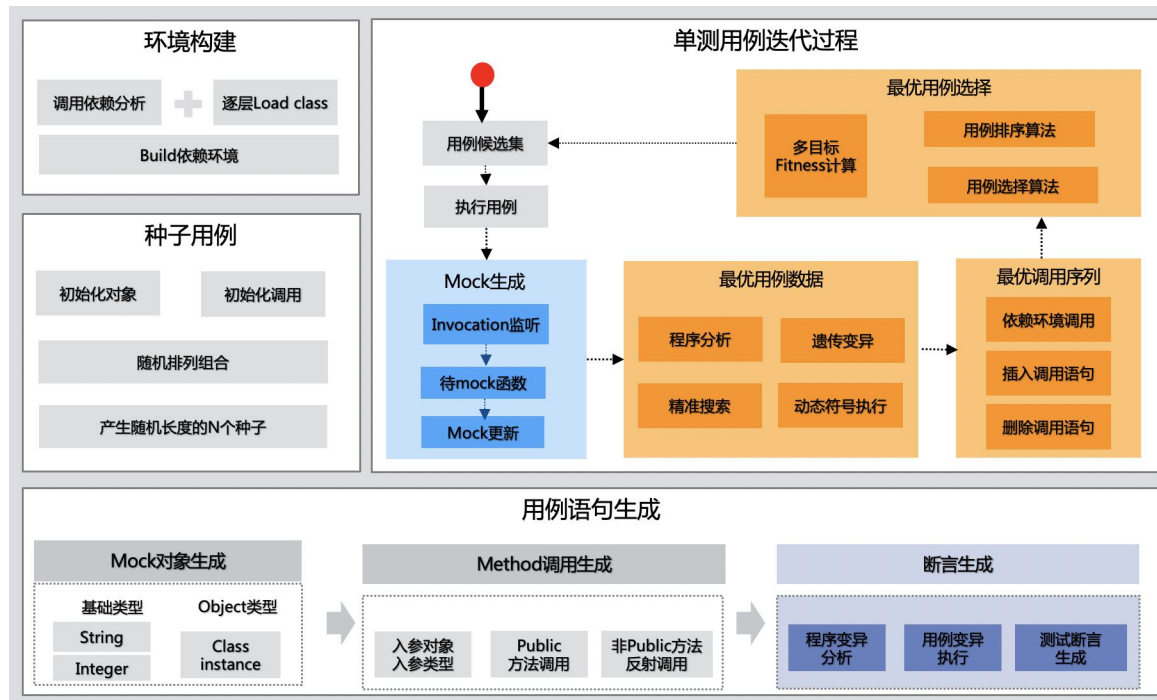 环境构建
调用依赖分析
逐层Load class
Build依赖环境
种子用例
初始化对象
初始化调用
随机排列组合
产生随机长度的N个种子
单测用例迭代过程
用例候选集
执行用例
Mock生成
Invocation监听
待mock函数
Mock更新
最优用例数据
程序分析
遗传变异
精准搜索
动态符号执行
最优调用序列
依赖环境调用
插入调用语句
删除调用语句
最优用例选择
多目标
Fitness计算
用例排序算法
用例选择算法
用例语句生成
Mock对象生成
基础类型
String
Integer
Object类型
Class
instance
Method调用生成
入参对象
入参类型
Public
方法调用
非Public方法
反射调用
断言生成
程序变异
分析
用例变异
执行
测试断言
生成